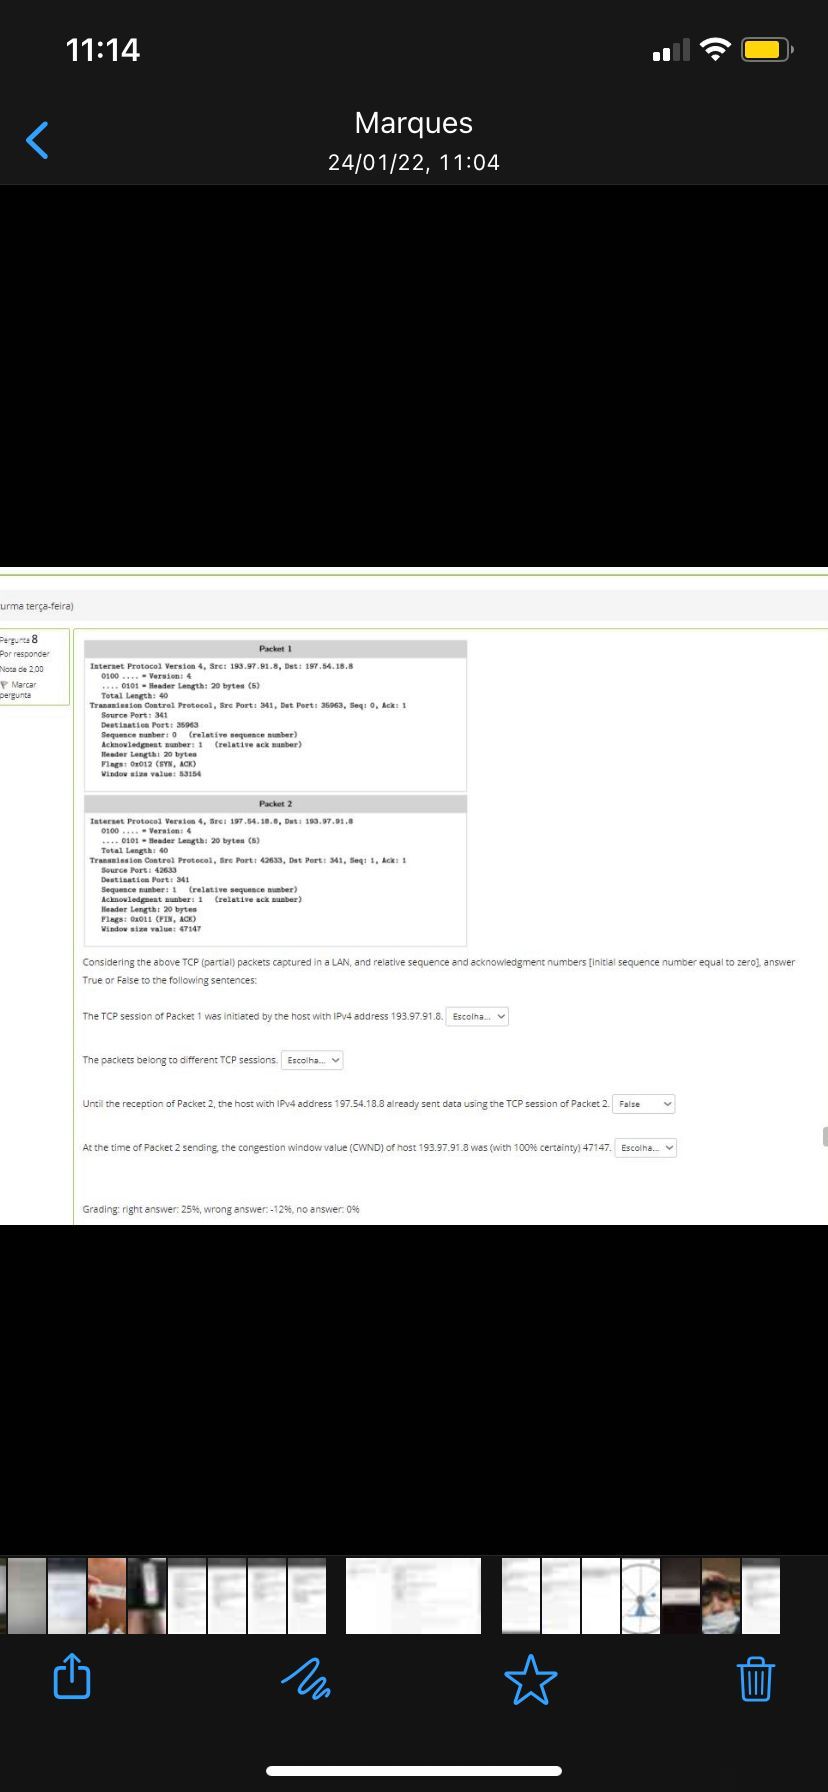 11:14
Marques
24/01/22, 11:04
urma terça-feira)
Pergunta 8
Por responder
Nota de 2,00
Marcar
pergunta
Packet 1
Internet Protocol Version 4, Src: 193.97.91.8, Dst: 197.54.18.8
0100 .... = Version: 4
.... 0101 = Header Length: 20 bytes (5)
Total Length: 40
Transmission Control Protocol, Src Port: 341, Dst Port: 35963, Seq: 0, Ack: 1
Source Port: 341
Destination Port: 35963
Sequence number: 0 (relative sequence number)
Acknowledgment number: 1 (relative ack number)
Header Length: 20 bytes
Flags: 0x012 (SYN, ACK)
Window size value: 53154
Packet 2
Internet Protocol Version 4, Src: 197.54.18.8, Dst: 193.97.91.8
0100 .... = Version: 4
.... 0101 = Header Length: 20 bytes (5)
Total Length: 40
Transmission Control Protocol, Src Port: 42633, Dst Port: 341, Seq: 1, Ack: 1
Source Port: 42633
Destination Port: 341
Sequence number: 1 (relative sequence number)
Acknowledgment number: 1 (relative ack number)
Header Length: 20 bytes
Flags: 0x011 (FIN, ACK)
Window size value: 47147
Considering the above TCP (partial) packets captured in a LAN, and relative sequence and acknowledgment numbers [initial sequence number equal to zero], answer
True or False to the following sentences:
The TCP session of Packet 1 was initiated by the host with IPv4 address 193.97.91.8. Escolha...
The packets belong to different TCP sessions. Escolha...
Until the reception of Packet 2, the host with IPv4 address 197.54.18.8 already sent data using the TCP session of Packet 2. False
At the time of Packet 2 sending, the congestion window value (CWND) of host 193.97.91.8 was (with 100% certainty) 47147. Escolha...
Grading: right answer: 25%, wrong answer: -12%, no answer: 0%